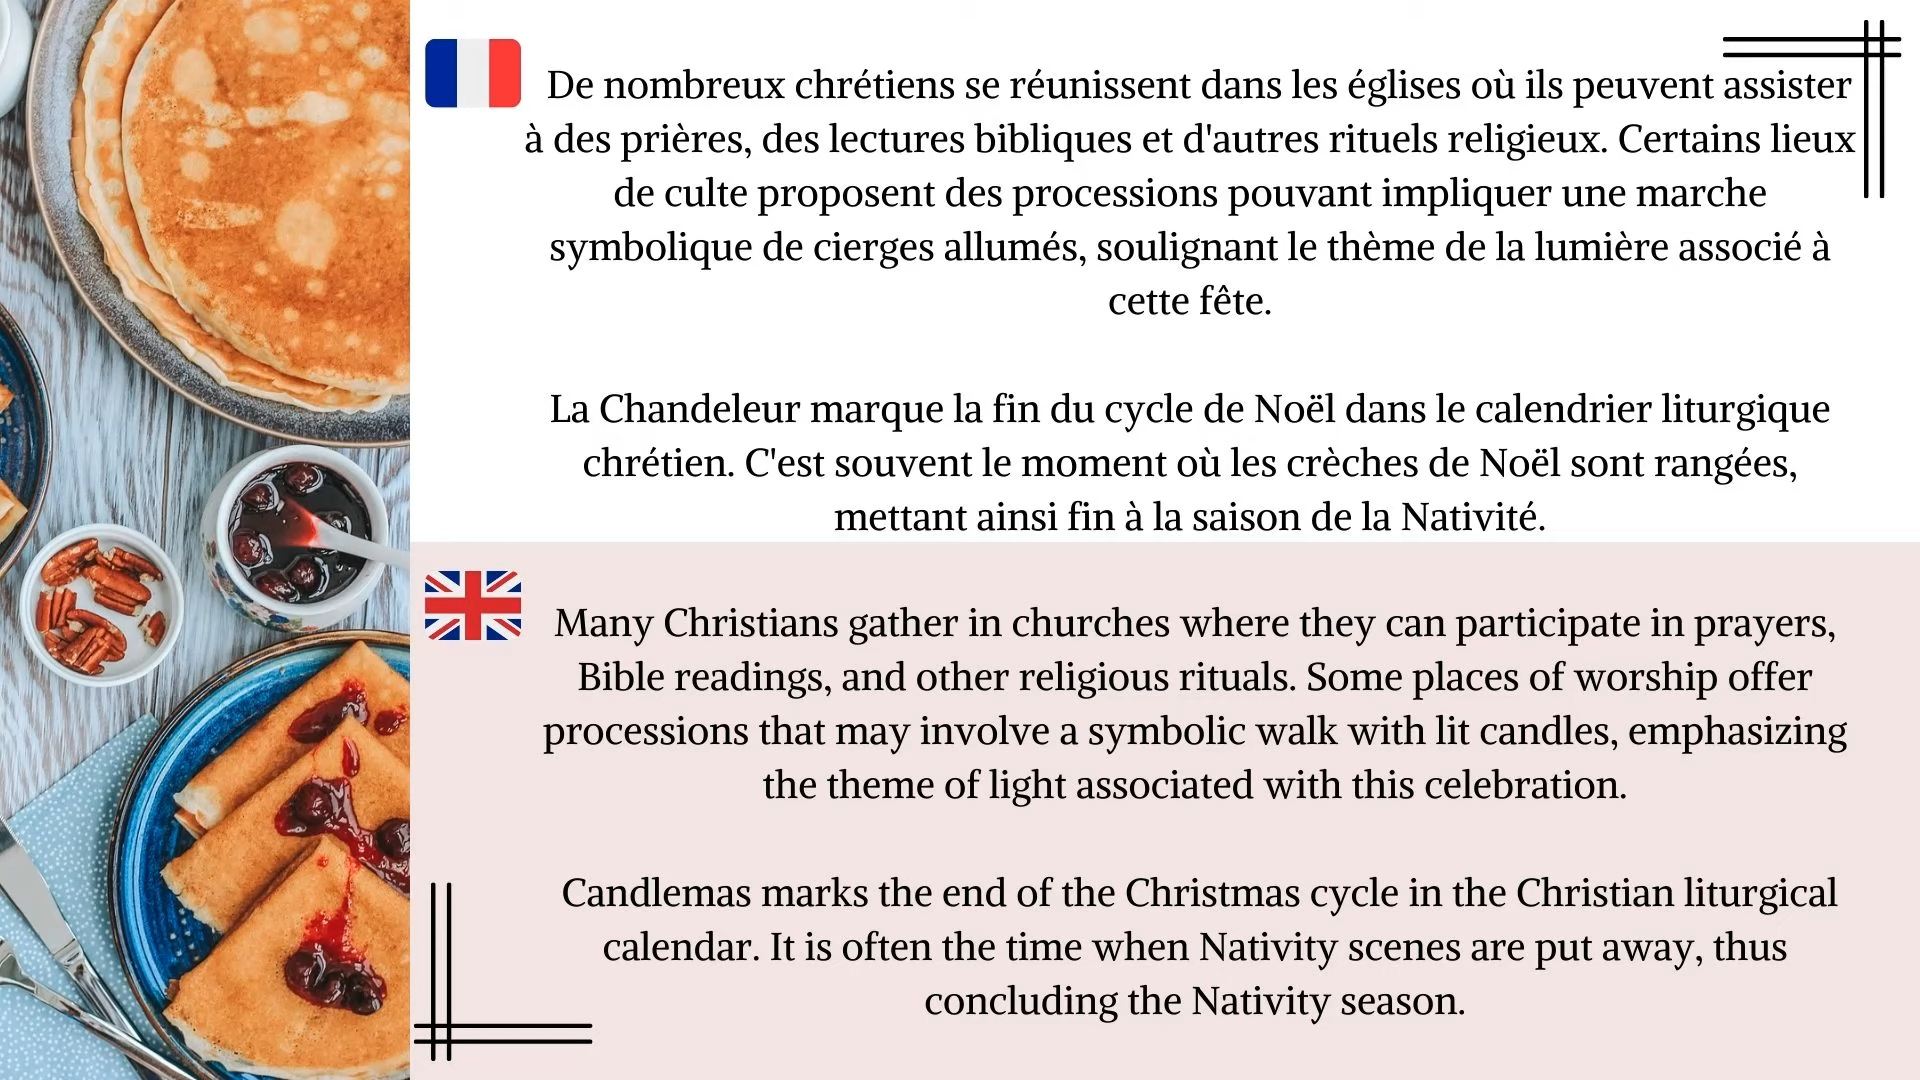 De nombreux chrétiens se réunissent dans les églises où ils peuvent assister
à des prières, des lectures bibliques et d'autres rituels religieux. Certains lieux
de culte proposent des processions pouvant impliquer une marche
symbolique de cierges allumés, soulignant le thème de la lumière associé à
cette fête.
La Chandeleur marque la fin du cycle de Noël dans le calendrier liturgique
chrétien. C'est souvent le moment où les crèches de Noël sont rangées,
mettant ainsi fin à la saison de la Nativité.
Many Christians gather in churches where they can participate in prayers,
Bible readings, and other religious rituals. Some places of worship offer
processions that may involve a symbolic walk with lit candles, emphasizing
the theme of light associated with this celebration.
Candlemas marks the end of the Christmas cycle in the Christian liturgical
calendar. It is often the time when Nativity scenes are put away, thus
concluding the Nativity season.